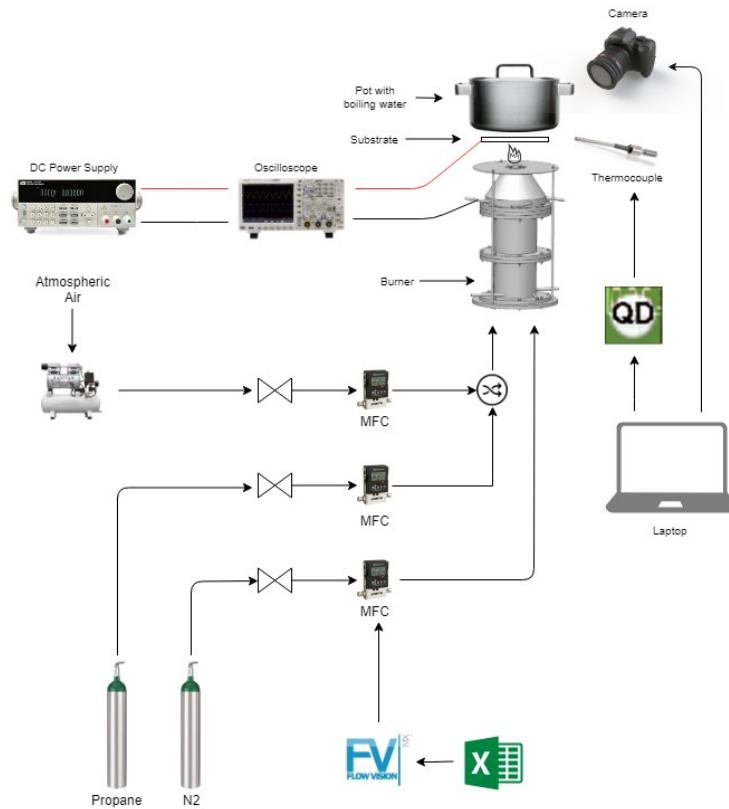 Camera
Pot with
boiling water
Substrate
DC Power Supply
Oscilloscope
Thermocouple
Burner
Atmospheric
Air
QD
MFC
MFC
Laptop
MFC
FV
FLOW VISION
X
Propane
N2